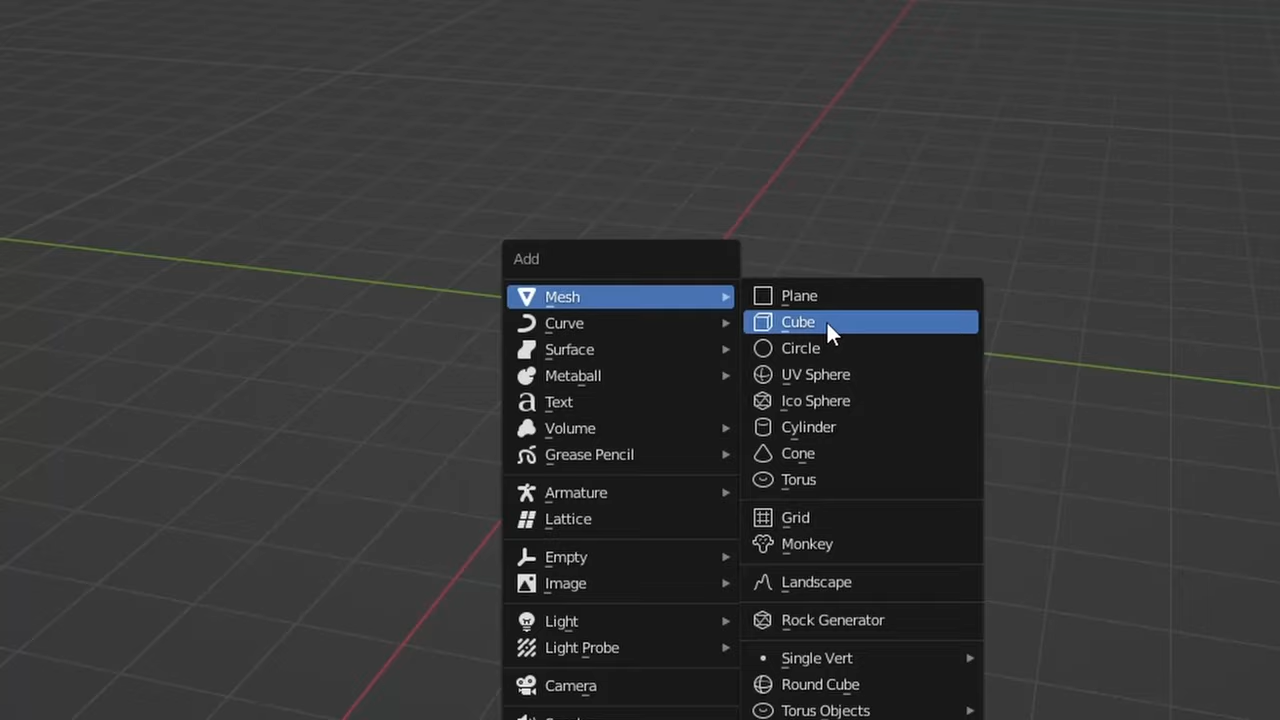 Add
Mesh
Curve
Surface
Metaball
Text
Volume
Grease Pencil
Armature
Lattice
Empty
Image
Light
Light Probe
Camera
Plane
Cube
Circle
UV Sphere
Ico Sphere
Cylinder
Cone
Torus
Grid
Monkey
Landscape
Rock Generator
Single Vert
Round Cube
Torus Objects